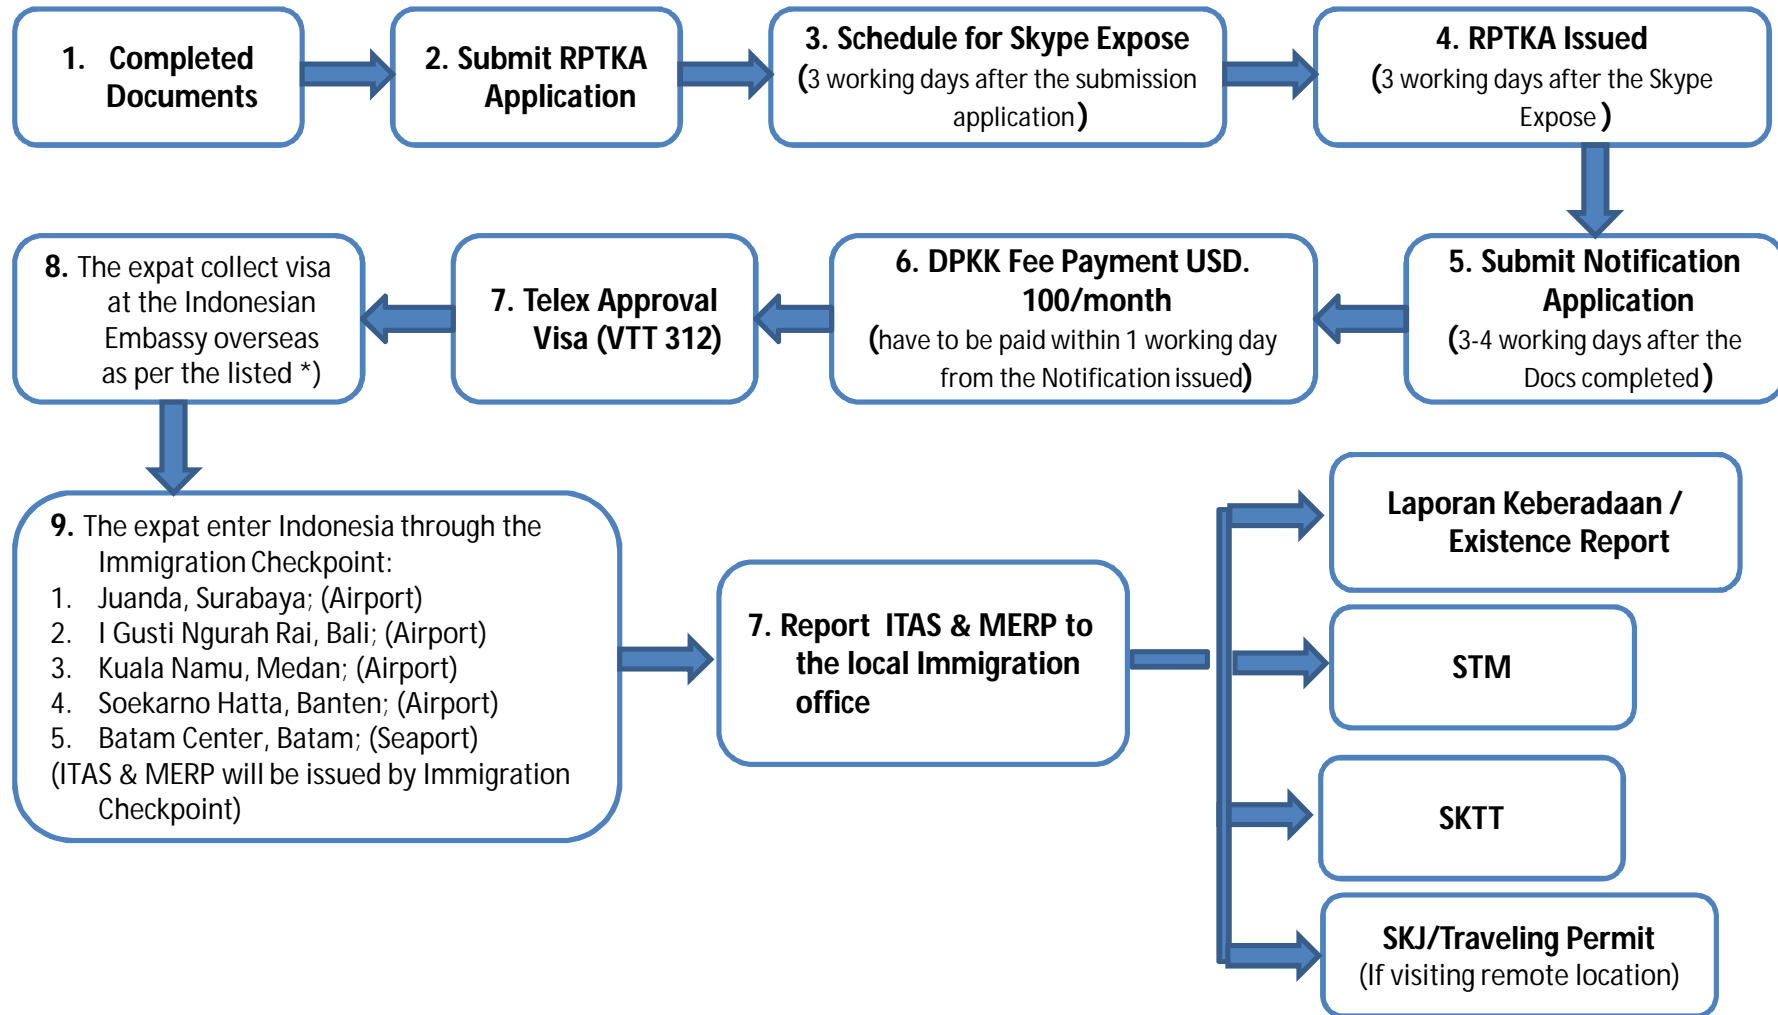 1. Completed
Documents
2. Submit RPTKA
Application
3. Schedule for Skype Expose
(3 working days after the submission
application)
4. RPTKA Issued
(3 working days after the Skype
Expose )
5. Submit Notification
Application
(3-4 working days after the
Docs completed)
6. DPKK Fee Payment USD.
100/month
(have to be paid within 1 working day
from the Notification issued)
7. Telex Approval
Visa (VTT 312)
8. The expat collect visa
at the Indonesian
Embassy overseas
as per the listed *)
9. The expat enter Indonesia through the
Immigration Checkpoint:
1. Juanda, Surabaya; (Airport)
2. I Gusti Ngurah Rai, Bali; (Airport)
3. Kuala Namu, Medan; (Airport)
4. Soekarno Hatta, Banten; (Airport)
5. Batam Center, Batam; (Seaport)
(ITAS & MERP will be issued by Immigration
Checkpoint)
7. Report ITAS & MERP to
the local Immigration
office
Laporan Keberadaan /
Existence Report
STM
SKTT
SKJ/Traveling Permit
(If visiting remote location)